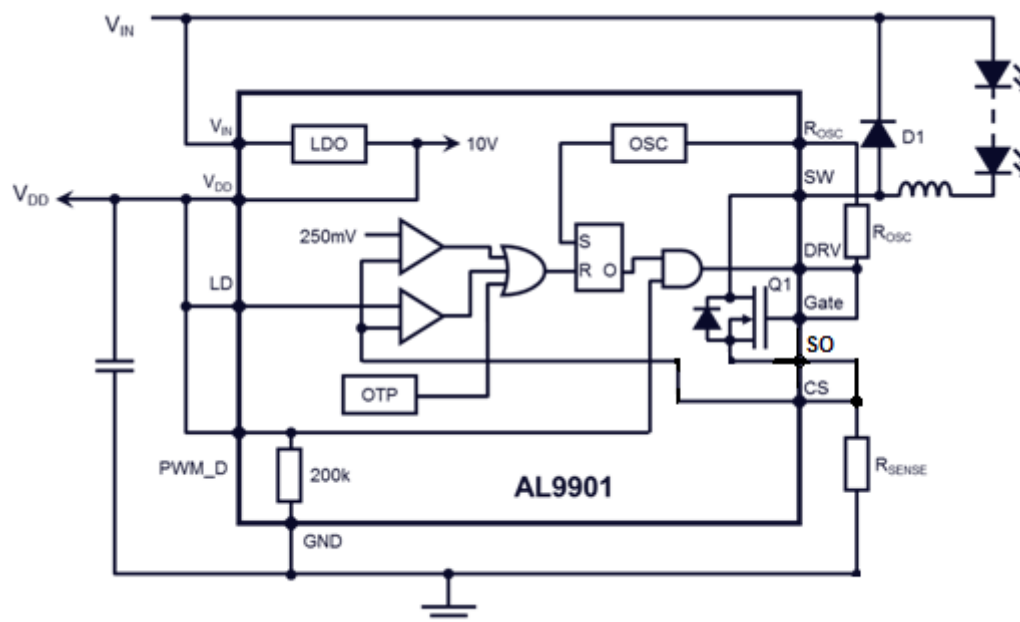 VIN
VIN
LDO
10V
OSC
ROSC
D1
VDD
VDD
SW
250mV
S
R O
ROSC
DRV
LD
Q1
Gate
SO
OTP
CS
PWM_D
200k
AL9901
RSENSE
GND